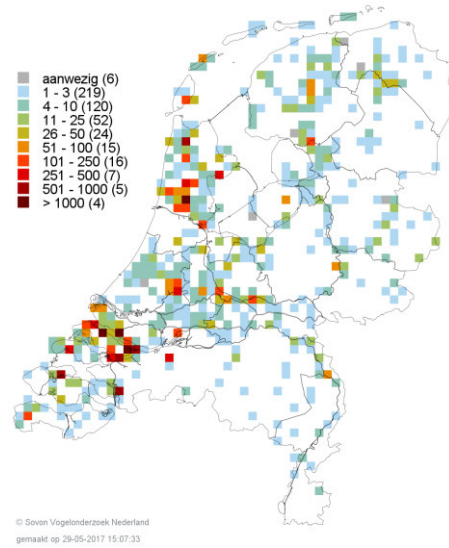 aanwezig (6)
1 - 3 (219)
4 - 10 (120)
11 - 25 (52)
26 - 50 (24)
51 - 100 (15)
101 - 250 (16)
251 - 500 (7)
501 - 1000 (5)
> 1000 (4)
© Sovon Vogelonderzoek Nederland
gemaakt op 29-05-2017 15:07:33